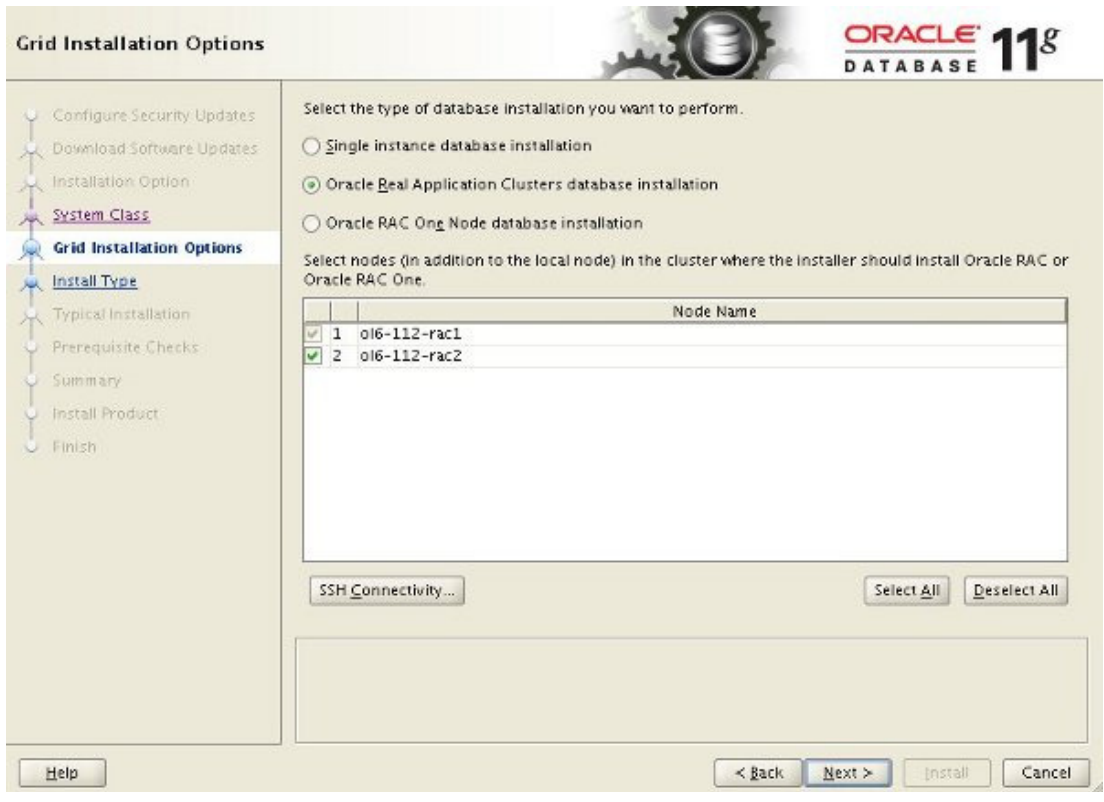 Grid Installation Options
ORACLE
DATABASE
11g
Configure Security Updates
Download Software Updates
Installation Option
System Class
Grid Installation Options
Install Type
Typical Installation
Prerequisite Checks
Summary
Install Product
Finish
Select the type of database installation you want to perform.
Single instance database installation
Oracle Real Application Clusters database installation
Oracle RAC One Node database installation
Select nodes (in addition to the local node) in the cluster where the installer should install Oracle RAC or
Oracle RAC One.
Node Name
1 ol6-112-rac1
2 ol6-112-rac2
SSH Connectivity...
Select All
Deselect All
Help
< Back
Next >
Install
Cancel